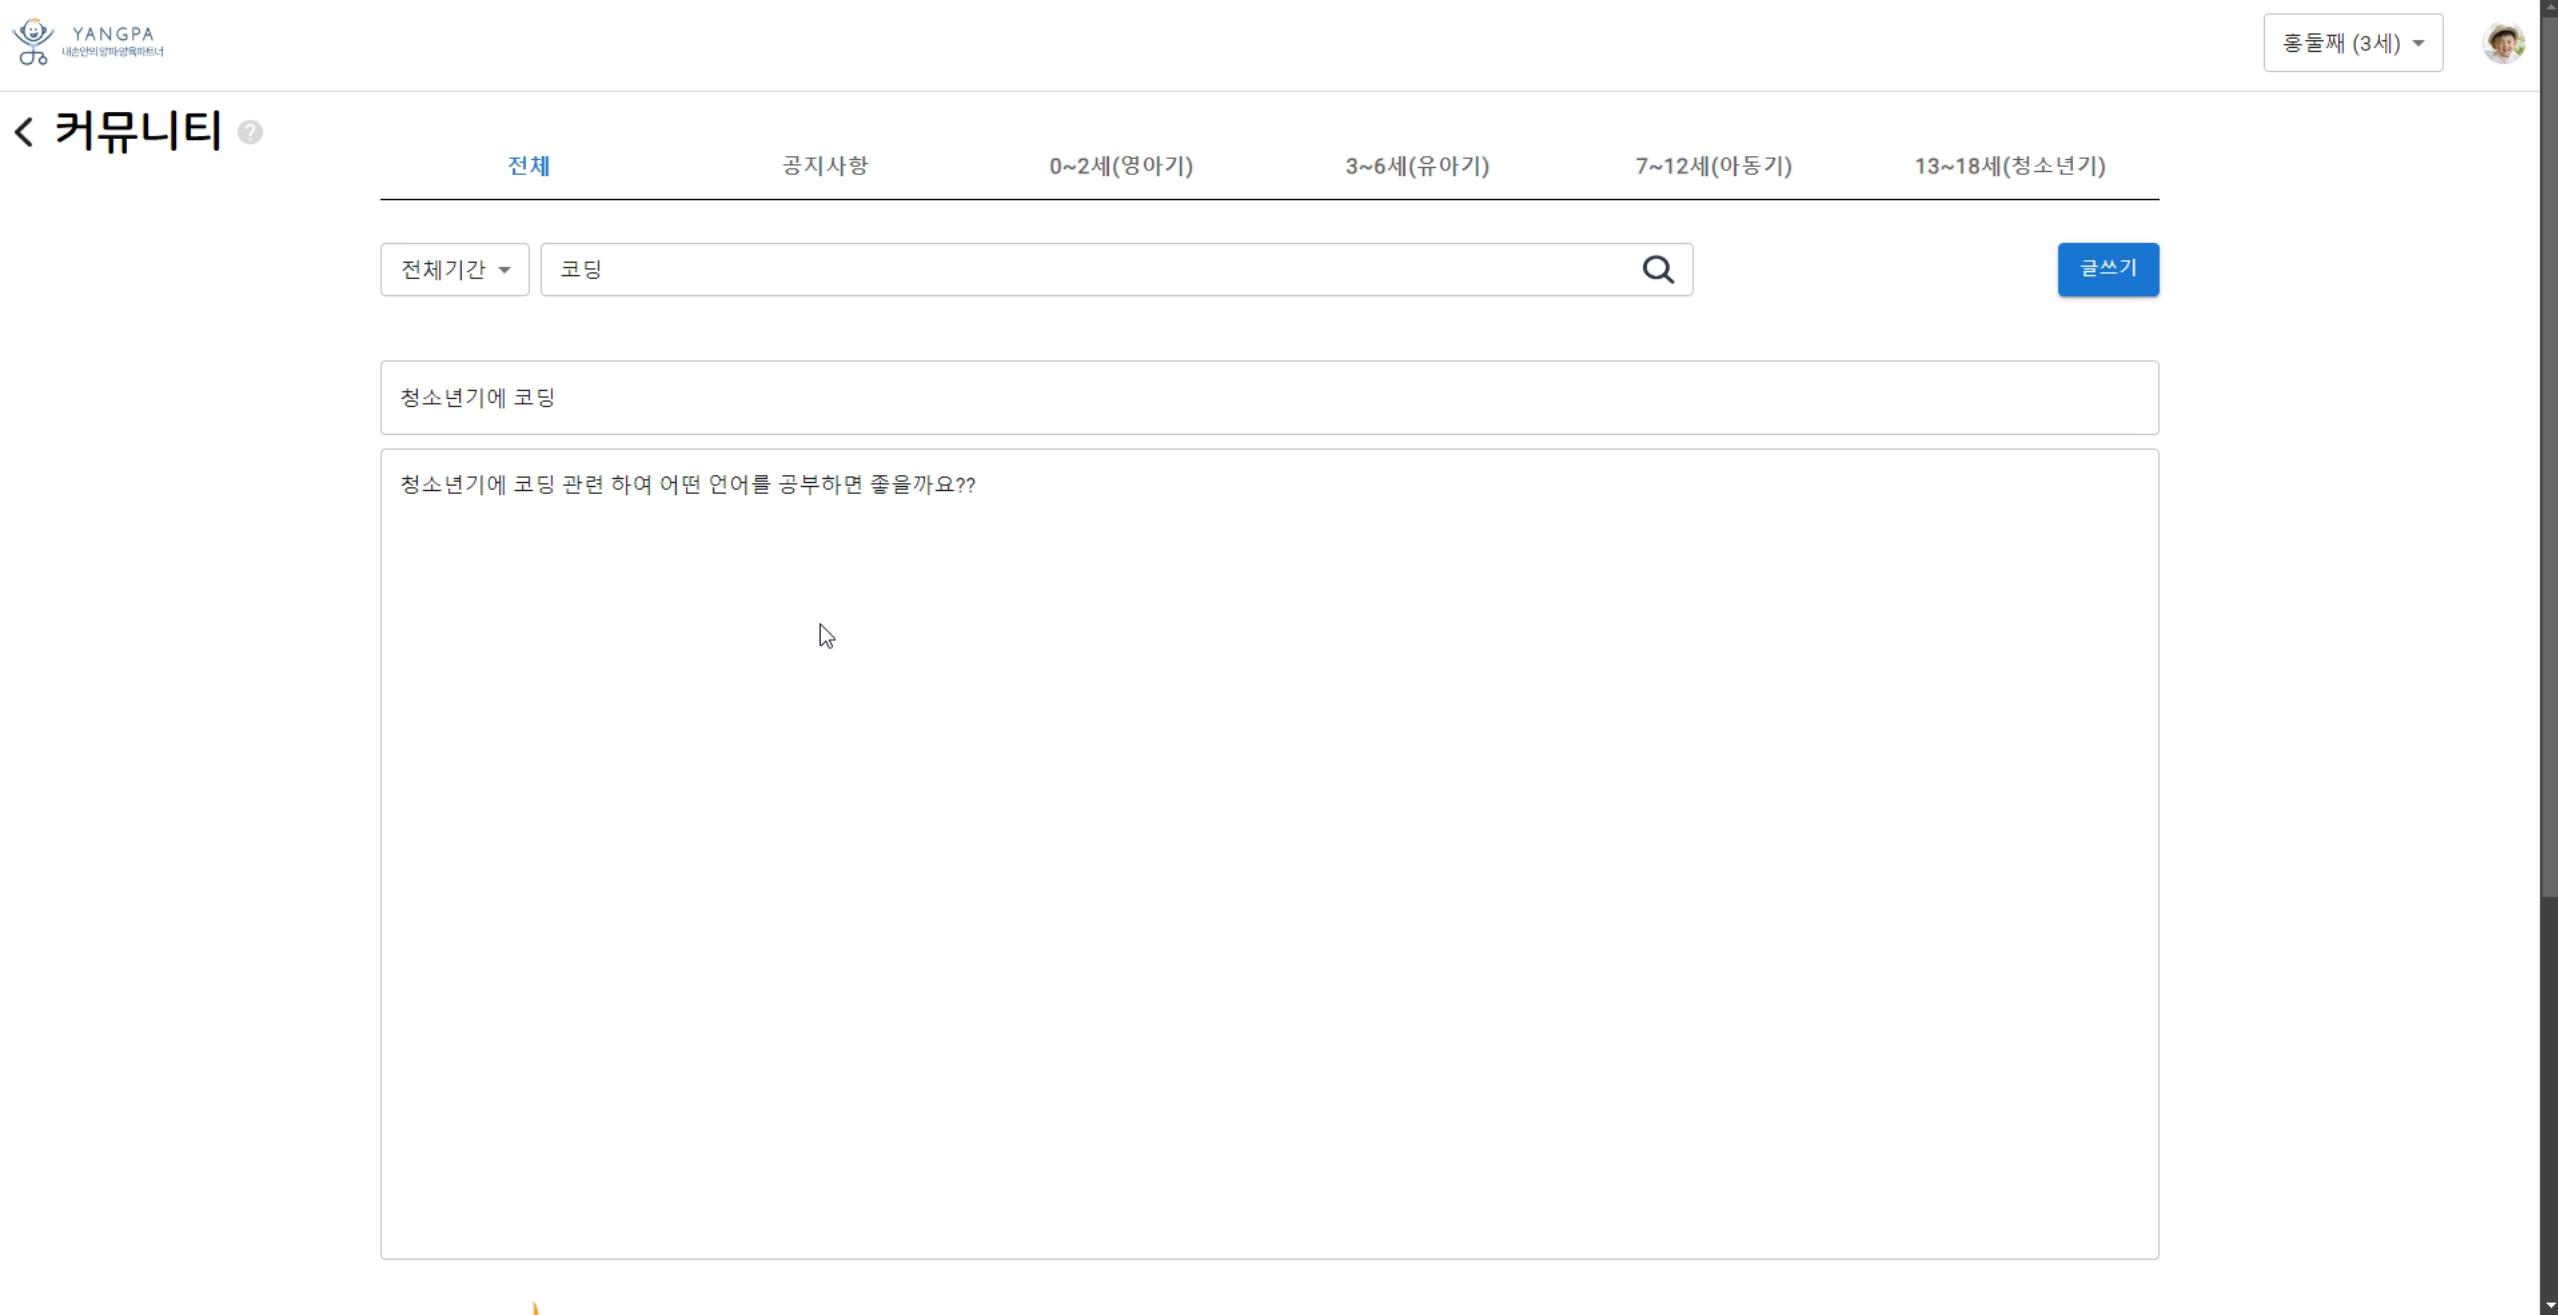 YANGPA
내손안의양파양육파트너
홍둘째 (3세)
커뮤니티
전체 공지사항 0~2세(영아기) 3~6세(유아기) 7~12세(아동기) 13~18세(청소년기)
전체기간 코딩 글쓰기
청소년기에 코딩
청소년기에 코딩 관련 하여 어떤 언어를 공부하면 좋을까요??